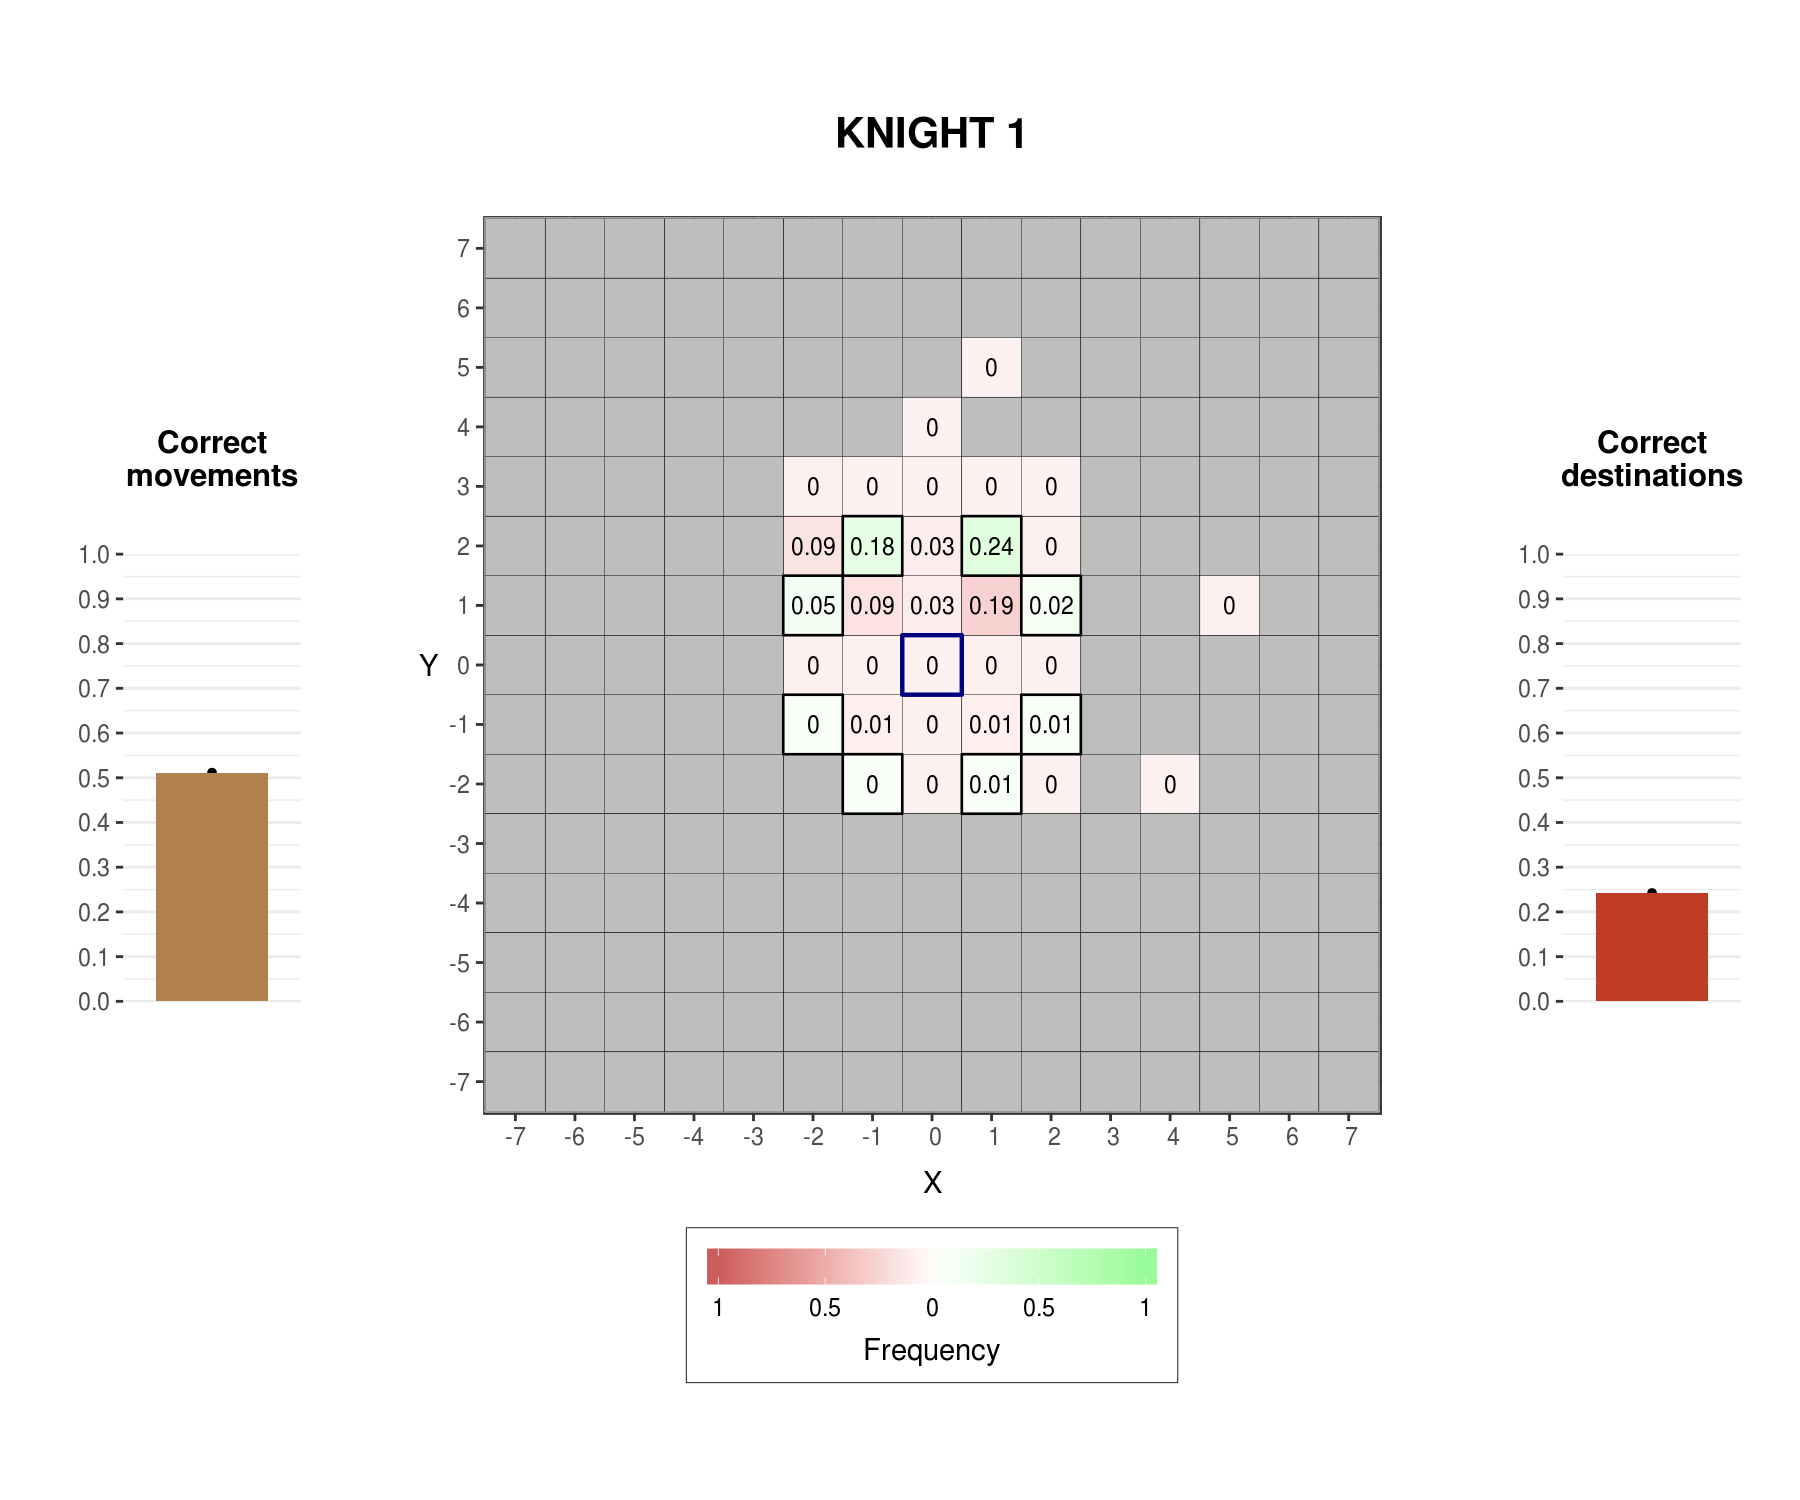 KNIGHT 1
Correct
movements
1.0
0.9
0.8
0.7
0.6
0.5
0.4
0.3
0.2
0.1
0.0
Y
7
6
5 0
4 0
3 0 0 0 0 0
2 0.09 0.18 0.03 0.24 0
1 0.05 0.09 0.03 0.19 0.02 0
0 0 0 0 0 0
-1 0 0.01 0 0.01 0.01
-2 0 0 0.01 0 0
-3
-4
-5
-6
-7
-7 -6 -5 -4 -3 -2 -1 0 1 2 3 4 5 6 7
X
1 0.5 0 0.5 1
Frequency
Correct
destinations
1.0
0.9
0.8
0.7
0.6
0.5
0.4
0.3
0.2
0.1
0.0